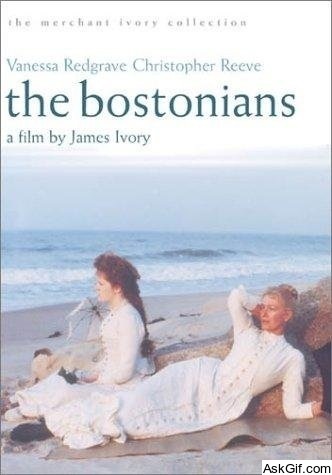 the merchant ivory collection
Vanessa Redgrave Christopher Reeve
the bostonians
a film by James Ivory
AskGif.com